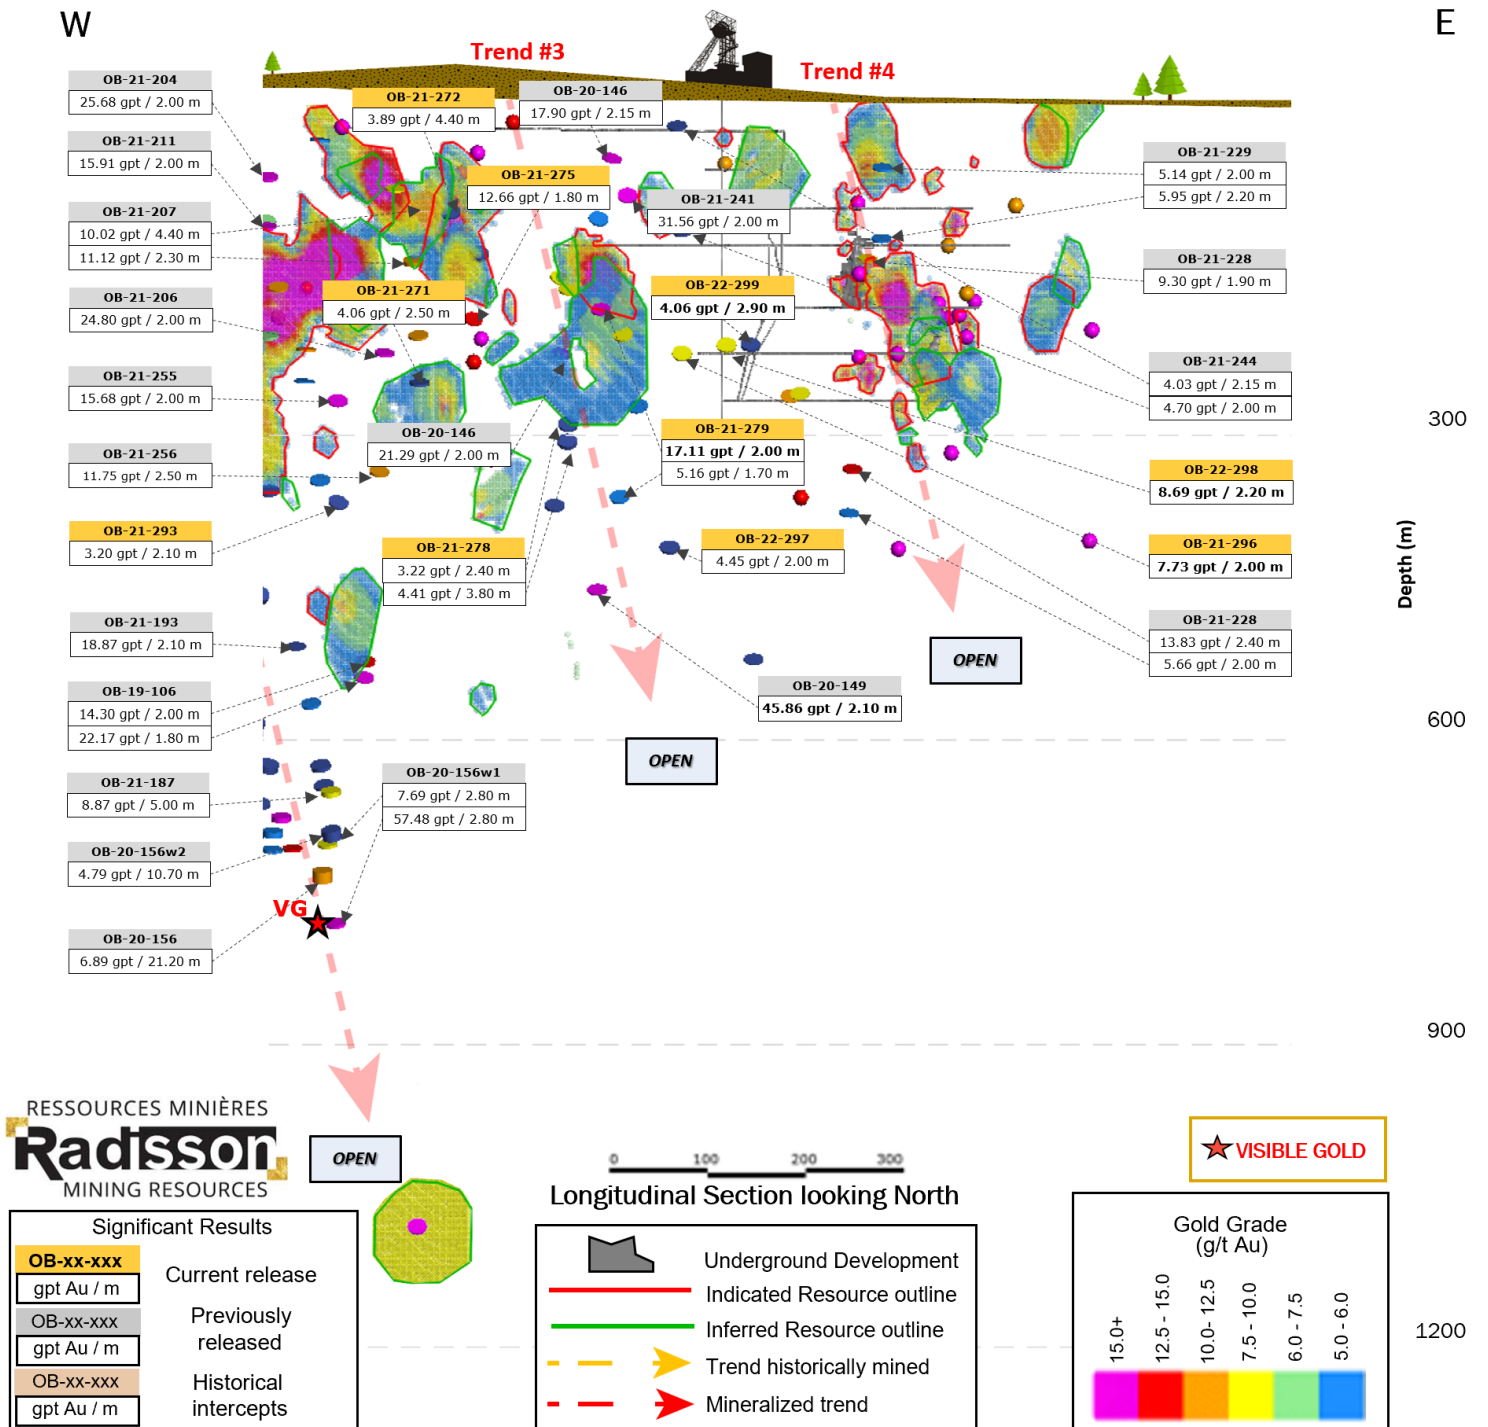 W
E
Trend #3
Trend #4
OB-21-204
25.68 gpt / 2.00 m
OB-21-211
15.91 gpt / 2.00 m
OB-21-207
10.02 gpt / 4.40 m
11.12 gpt / 2.30 m
OB-21-206
24.80 gpt / 2.00 m
OB-21-255
15.68 gpt / 2.00 m
OB-21-256
11.75 gpt / 2.50 m
OB-21-293
3.20 gpt / 2.10 m
OB-21-193
18.87 gpt / 2.10 m
OB-19-106
14.30 gpt / 2.00 m
22.17 gpt / 1.80 m
OB-21-187
8.87 gpt / 5.00 m
OB-20-156w2
4.79 gpt / 10.70 m
OB-20-156
6.89 gpt / 21.20 m
OB-21-272
3.89 gpt / 4.40 m
OB-20-146
17.90 gpt / 2.15 m
OB-21-275
12.66 gpt / 1.80 m
OB-21-241
31.56 gpt / 2.00 m
OB-21-271
4.06 gpt / 2.50 m
OB-22-299
4.06 gpt / 2.90 m
OB-20-146
21.29 gpt / 2.00 m
OB-21-279
17.11 gpt / 2.00 m
5.16 gpt / 1.70 m
OB-21-278
3.22 gpt / 2.40 m
4.41 gpt / 3.80 m
OB-22-297
4.45 gpt / 2.00 m
OB-20-149
45.86 gpt / 2.10 m
OB-20-156w1
7.69 gpt / 2.80 m
57.48 gpt / 2.80 m
OB-21-229
5.14 gpt / 2.00 m
5.95 gpt / 2.20 m
OB-21-228
9.30 gpt / 1.90 m
OB-21-244
4.03 gpt / 2.15 m
4.70 gpt / 2.00 m
OB-22-298
8.69 gpt / 2.20 m
OB-21-296
7.73 gpt / 2.00 m
OB-21-228
13.83 gpt / 2.40 m
5.66 gpt / 2.00 m
OPEN
OPEN
OPEN
VG
300
600
900
1200
Depth (m)
RESSOURCES MINIÈRES
Radisson
MINING RESOURCES
Significant Results
OB-xx-xxx
gpt Au / m
Current release
OB-xx-xxx
gpt Au / m
Previously
released
OB-xx-xxx
gpt Au / m
Historical
intercepts
0 100 200 300
Longitudinal Section looking North
Underground Development
Indicated Resource outline
Inferred Resource outline
Trend historically mined
Mineralized trend
VISIBLE GOLD
Gold Grade
(g/t Au)
15.0+
12.5 - 15.0
10.0- 12.5
7.5 - 10.0
6.0 - 7.5
5.0 - 6.0